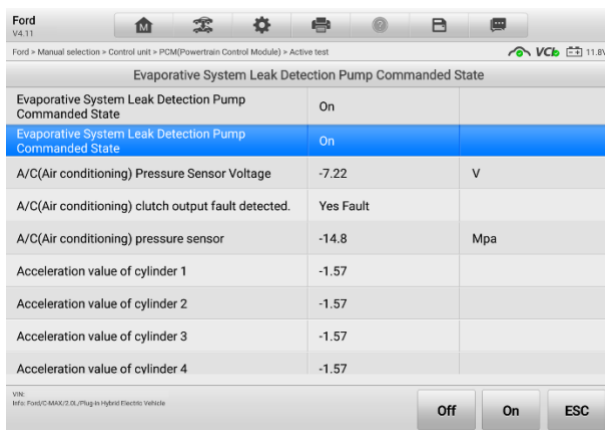 Ford
V4.11
M
Ford > Manual selection > Control unit > PCM(Powertrain Control Module) > Active test
VCb 11.8V
Evaporative System Leak Detection Pump Commanded State
Evaporative System Leak Detection Pump
Commanded State
On
Evaporative System Leak Detection Pump
Commanded State
On
A/C(Air conditioning) Pressure Sensor Voltage -7.22 V
A/C(Air conditioning) clutch output fault detected. Yes Fault
A/C(Air conditioning) pressure sensor -14.8 Mpa
Acceleration value of cylinder 1 -1.57
Acceleration value of cylinder 2 -1.57
Acceleration value of cylinder 3 -1.57
Acceleration value of cylinder 4 -1.57
VIN:
Info: Ford/C-MAX/2.0L/Plug-in Hybrid Electric Vehicle
Off On ESC